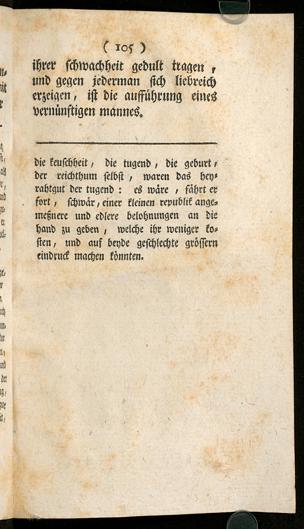 ( 105 )
ihrer schwachheit gedult tragen,
und gegen jederman sich liebreich
erzeigen, ist die aufführung eines
vernünftigen mannes.
die keuschheit, die tugend, die geburt,
der reichthum selbst, waren das hey-
rahtgut der tugend: es wäre, fährt er
fort, schwär, einer kleinen republik ange-
meßnere und edlere belohnungen an die
hand zu geben, welche ihr weniger ko-
sten, und auf beyde geschlechte grössern
eindruck machen könnten.